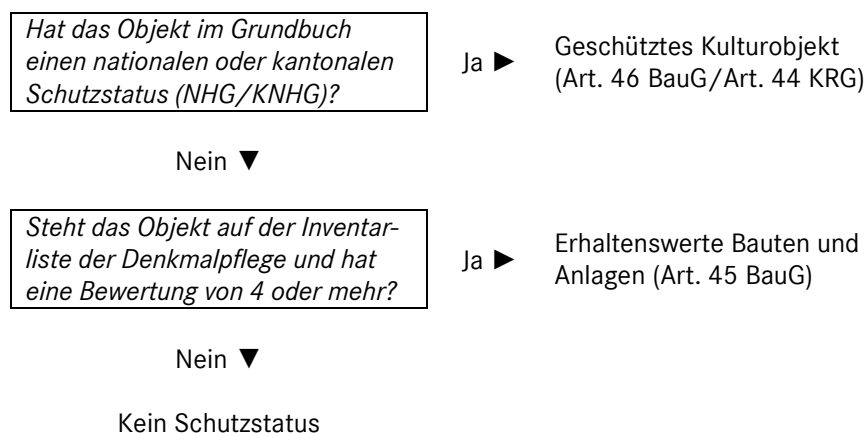 Hat das Objekt im Grundbuch
einen nationalen oder kantonalen
Schutzstatus (NHG/KNHG)?
Ja ►
Geschütztes Kulturobjekt
(Art. 46 BauG/Art. 44 KRG)
Nein ▼
Steht das Objekt auf der Inventar-
liste der Denkmalpflege und hat
eine Bewertung von 4 oder mehr?
Ja ►
Erhaltenswerte Bauten und
Anlagen (Art. 45 BauG)
Nein ▼
Kein Schutzstatus